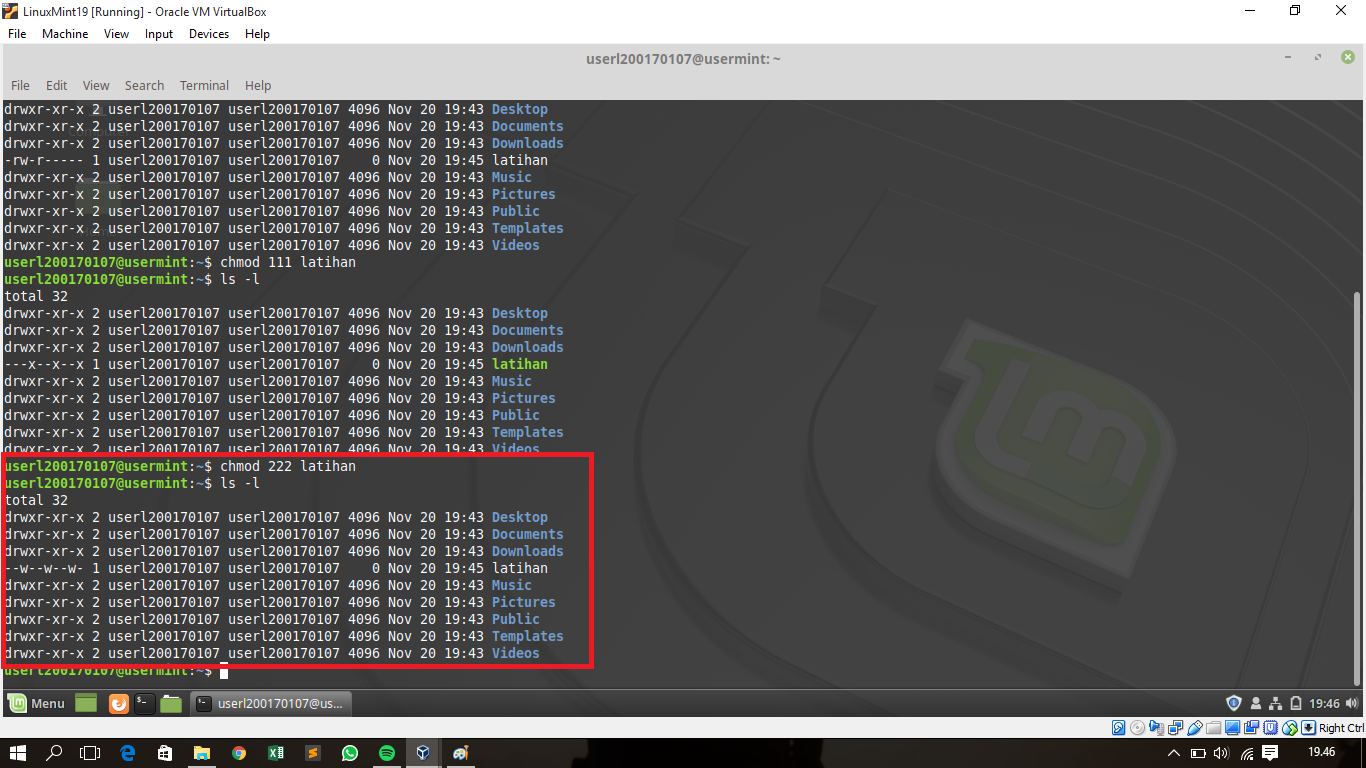 LinuxMint19 [Running] - Oracle VM VirtualBox
File Machine View Input Devices Help
userl200170107@usermint: ~
File Edit View Search Terminal Help
drwxr-xr-x 2 userl200170107 userl200170107 4096 Nov 20 19:43 Desktop
drwxr-xr-x 2 userl200170107 userl200170107 4096 Nov 20 19:43 Documents
drwxr-xr-x 2 userl200170107 userl200170107 4096 Nov 20 19:43 Downloads
-rw-r----- 1 userl200170107 userl200170107    0 Nov 20 19:45 latihan
drwxr-xr-x 2 userl200170107 userl200170107 4096 Nov 20 19:43 Music
drwxr-xr-x 2 userl200170107 userl200170107 4096 Nov 20 19:43 Pictures
drwxr-xr-x 2 userl200170107 userl200170107 4096 Nov 20 19:43 Public
drwxr-xr-x 2 userl200170107 userl200170107 4096 Nov 20 19:43 Templates
drwxr-xr-x 2 userl200170107 userl200170107 4096 Nov 20 19:43 Videos
userl200170107@usermint:~$ chmod 111 latihan
userl200170107@usermint:~$ ls -l
total 32
drwxr-xr-x 2 userl200170107 userl200170107 4096 Nov 20 19:43 Desktop
drwxr-xr-x 2 userl200170107 userl200170107 4096 Nov 20 19:43 Documents
drwxr-xr-x 2 userl200170107 userl200170107 4096 Nov 20 19:43 Downloads
---x--x--x 1 userl200170107 userl200170107    0 Nov 20 19:45 latihan
drwxr-xr-x 2 userl200170107 userl200170107 4096 Nov 20 19:43 Music
drwxr-xr-x 2 userl200170107 userl200170107 4096 Nov 20 19:43 Pictures
drwxr-xr-x 2 userl200170107 userl200170107 4096 Nov 20 19:43 Public
drwxr-xr-x 2 userl200170107 userl200170107 4096 Nov 20 19:43 Templates
drwxr-xr-x 2 userl200170107 userl200170107 4096 Nov 20 19:43 Videos
userl200170107@usermint:~$ chmod 222 latihan
userl200170107@usermint:~$ ls -l
total 32
drwxr-xr-x 2 userl200170107 userl200170107 4096 Nov 20 19:43 Desktop
drwxr-xr-x 2 userl200170107 userl200170107 4096 Nov 20 19:43 Documents
drwxr-xr-x 2 userl200170107 userl200170107 4096 Nov 20 19:43 Downloads
--w--w--w- 1 userl200170107 userl200170107    0 Nov 20 19:45 latihan
drwxr-xr-x 2 userl200170107 userl200170107 4096 Nov 20 19:43 Music
drwxr-xr-x 2 userl200170107 userl200170107 4096 Nov 20 19:43 Pictures
drwxr-xr-x 2 userl200170107 userl200170107 4096 Nov 20 19:43 Public
drwxr-xr-x 2 userl200170107 userl200170107 4096 Nov 20 19:43 Templates
drwxr-xr-x 2 userl200170107 userl200170107 4096 Nov 20 19:43 Videos
userl200170107@usermint:~$
Menu userl200170107@us... 19:46
Right Ctrl
19.46